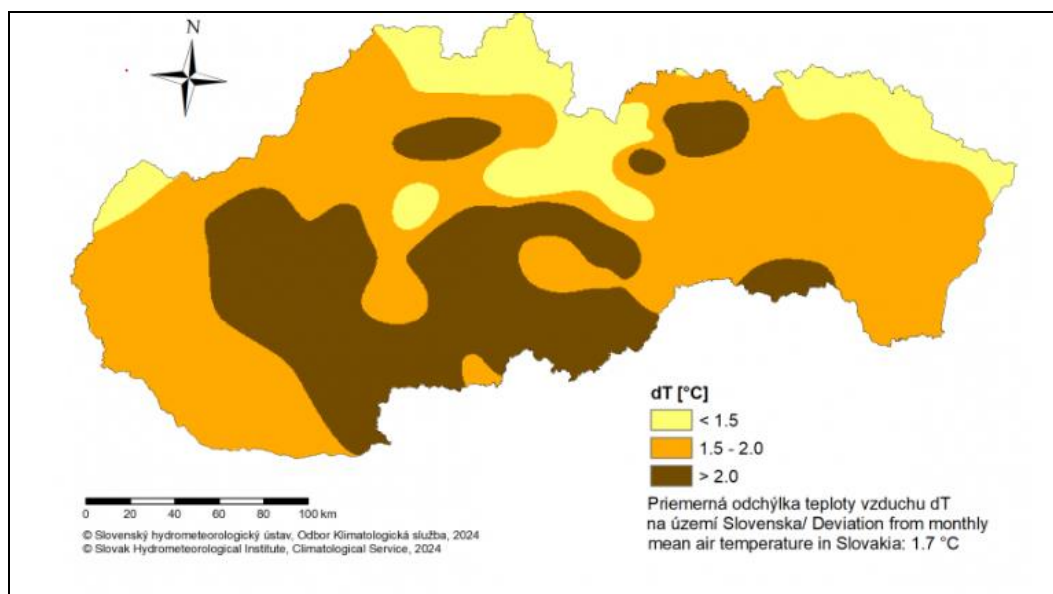 N
dT [°C]
< 1.5
1.5 - 2.0
> 2.0
0 20 40 60 80 100 km
Priemerná odchýlka teploty vzduchu dT
na území Slovenska/ Deviation from monthly
mean air temperature in Slovakia: 1.7 °C
© Slovenský hydrometeorologický ústav, Odbor Klimatologická služba, 2024
© Slovak Hydrometeorological Institute, Climatological Service, 2024